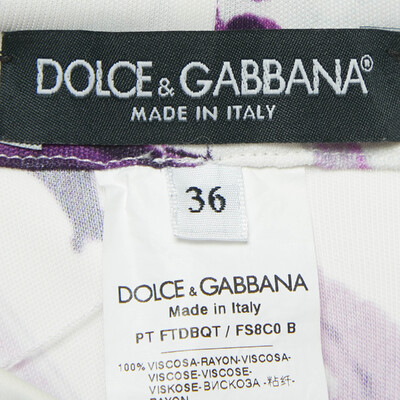 DOLCE & GABBANA®
MADE IN ITALY
36
DOLCE & GABBANA
Made in Italy
PT FTDBQT / FS8C0 B
100% VISCOSA-RAYON-VISCOSA-
VISCOSE-VISCOSE-
VISKOSE-ВИСКОЗА-粘纤-
RAYON-